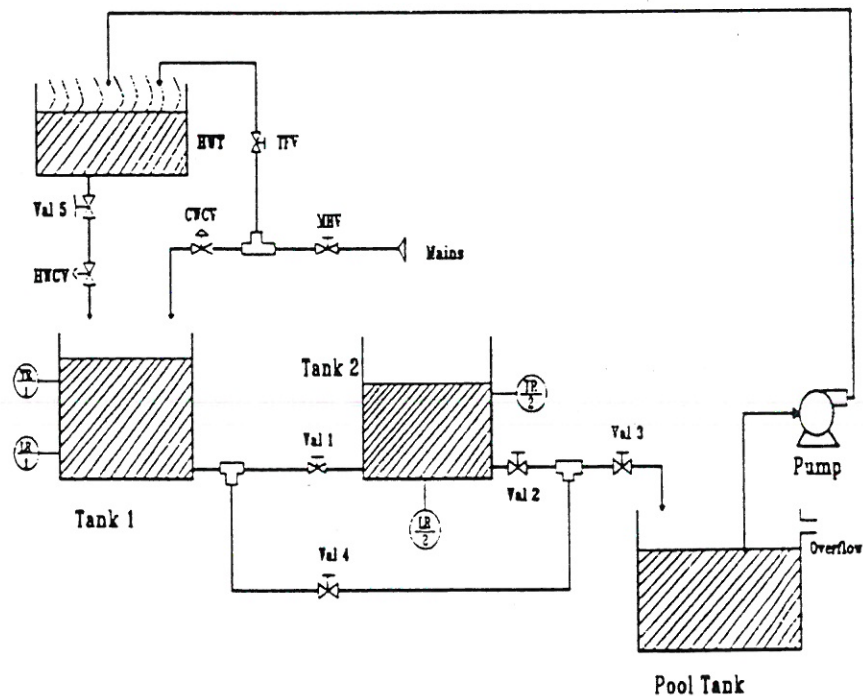 HWT
TFV
Val 5
CWCV
MHV
Mains
HWCV
Tank 2
TR
1
TR
2
Val 1
Val 3
LR
1
Pump
Val 2
Tank 1
LR
2
Overflow
Val 4
Pool Tank